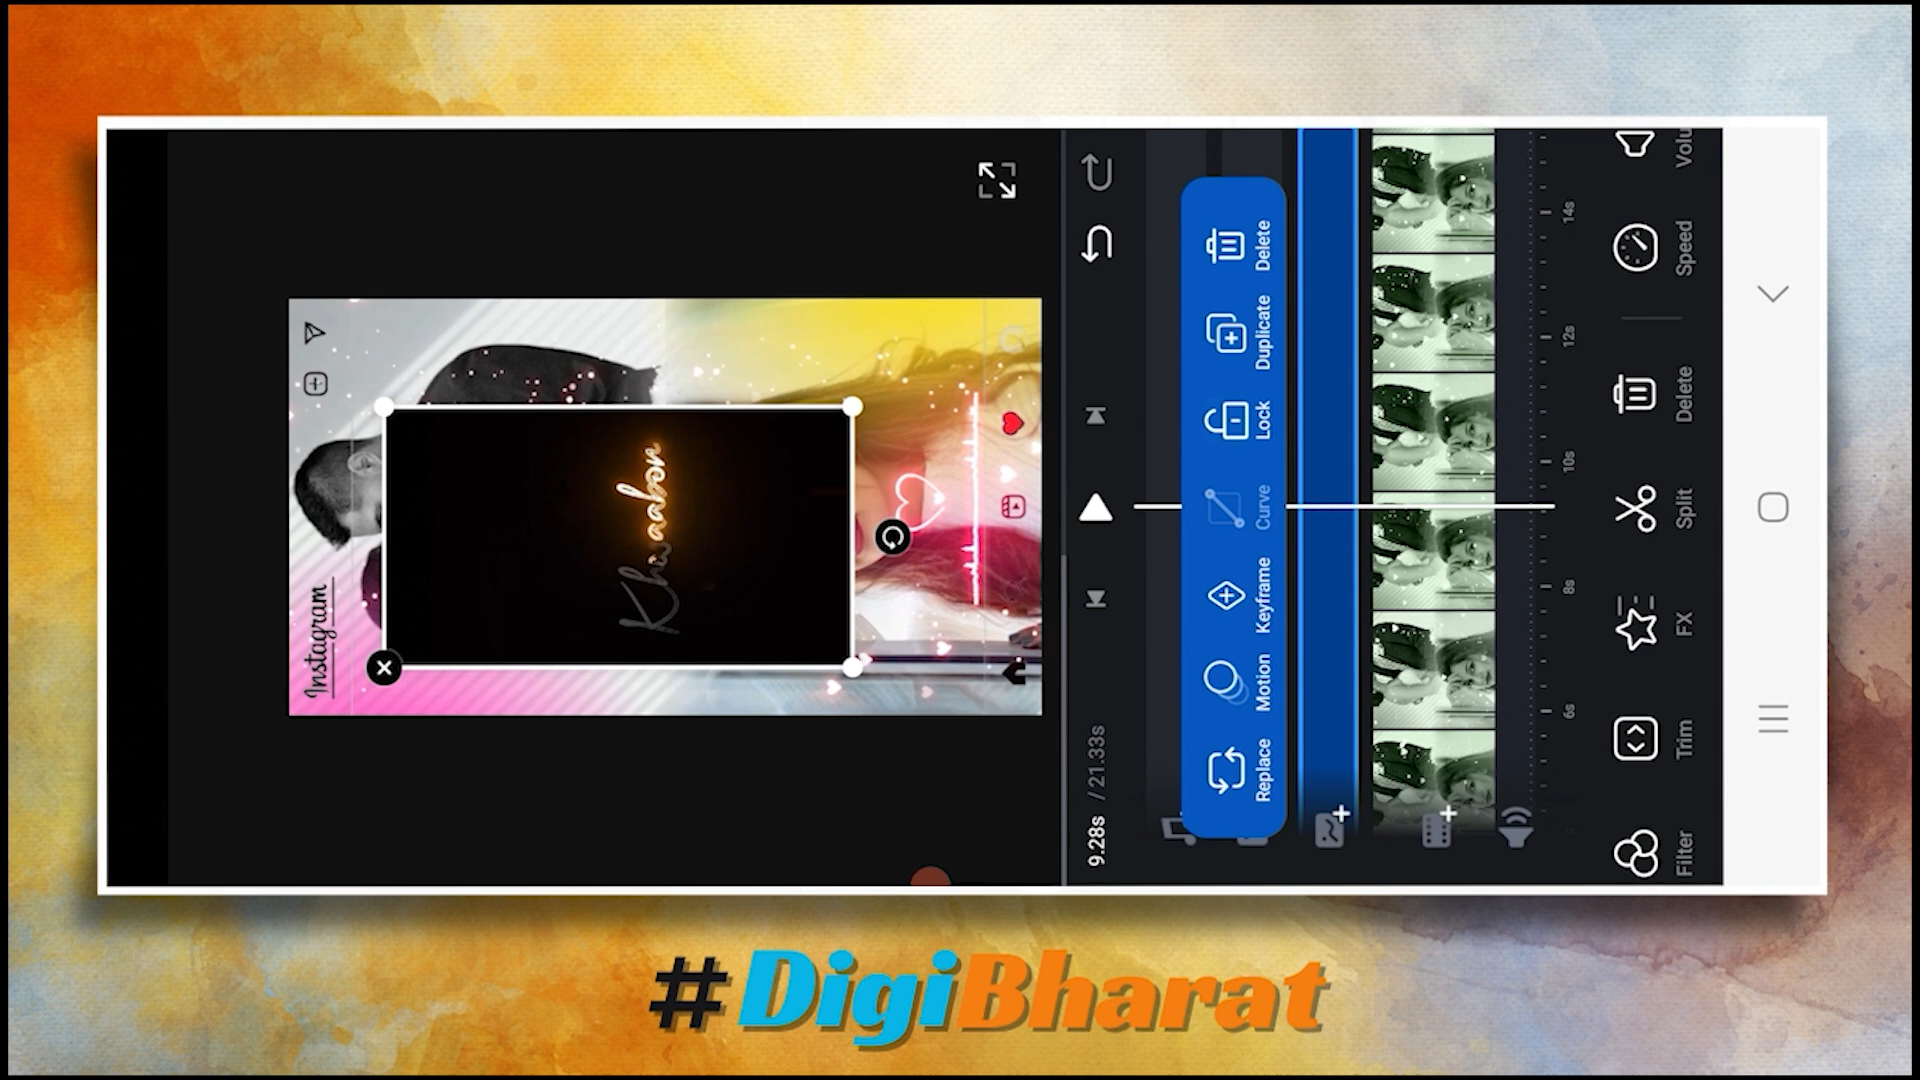 Instagram
Khwaabon
9.28s / 21.33s
Replace
Motion
Keyframe
Curve
Lock
Duplicate
Delete
6s
8s
10s
12s
14s
Filter
Trim
FX
Split
Delete
Speed
Volu
#DigiBharat